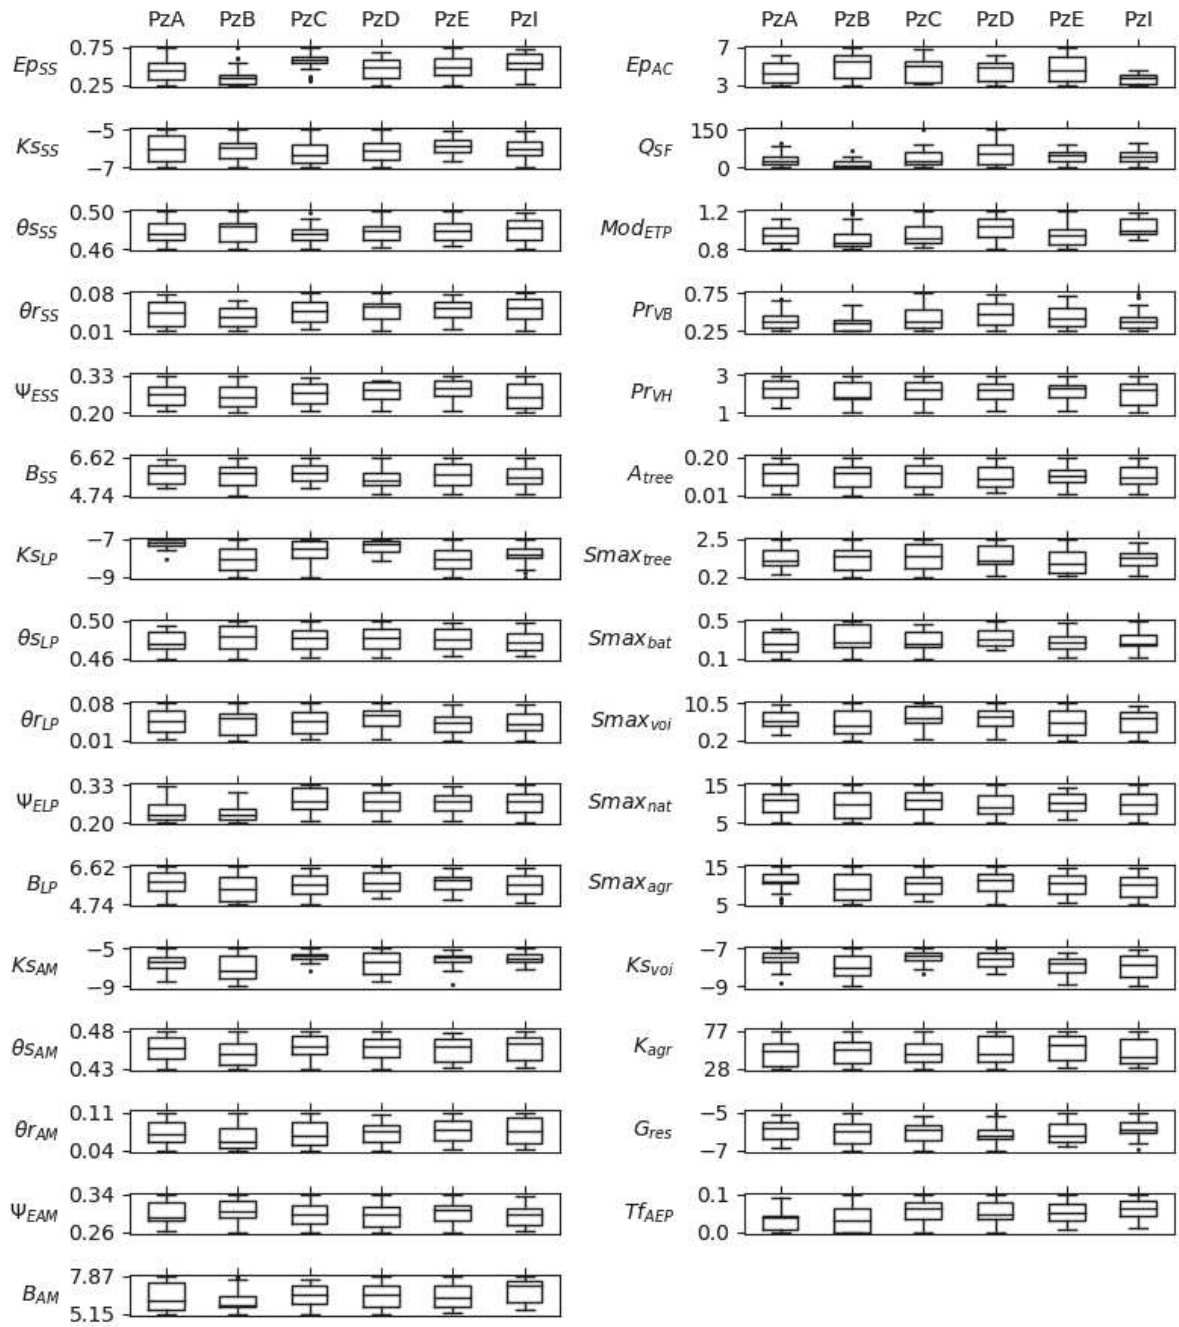 PzA PzB PzC PzD PzE PzI
0.75
Ep_SS
0.25
−5
Ks_SS
−7
0.50
θs_SS
0.46
0.08
θr_SS
0.01
0.33
Ψ_ESS
0.20
6.62
B_SS
4.74
−7
Ks_LP
−9
0.50
θs_LP
0.46
0.08
θr_LP
0.01
0.33
Ψ_ELP
0.20
6.62
B_LP
4.74
−5
Ks_AM
−9
0.48
θs_AM
0.43
0.11
θr_AM
0.04
0.34
Ψ_EAM
0.26
7.87
B_AM
5.15
PzA PzB PzC PzD PzE PzI
7
Ep_AC
3
150
Q_SF
0
1.2
Mod_ETP
0.8
0.75
Pr_VB
0.25
3
Pr_VH
1
0.20
A_tree
0.01
2.5
Smax_tree
0.2
0.5
Smax_bat
0.1
10.5
Smax_voi
0.2
15
Smax_nat
5
15
Smax_agr
5
−7
Ks_voi
−9
77
K_agr
28
−5
G_res
−7
0.1
Tf_AEP
0.0